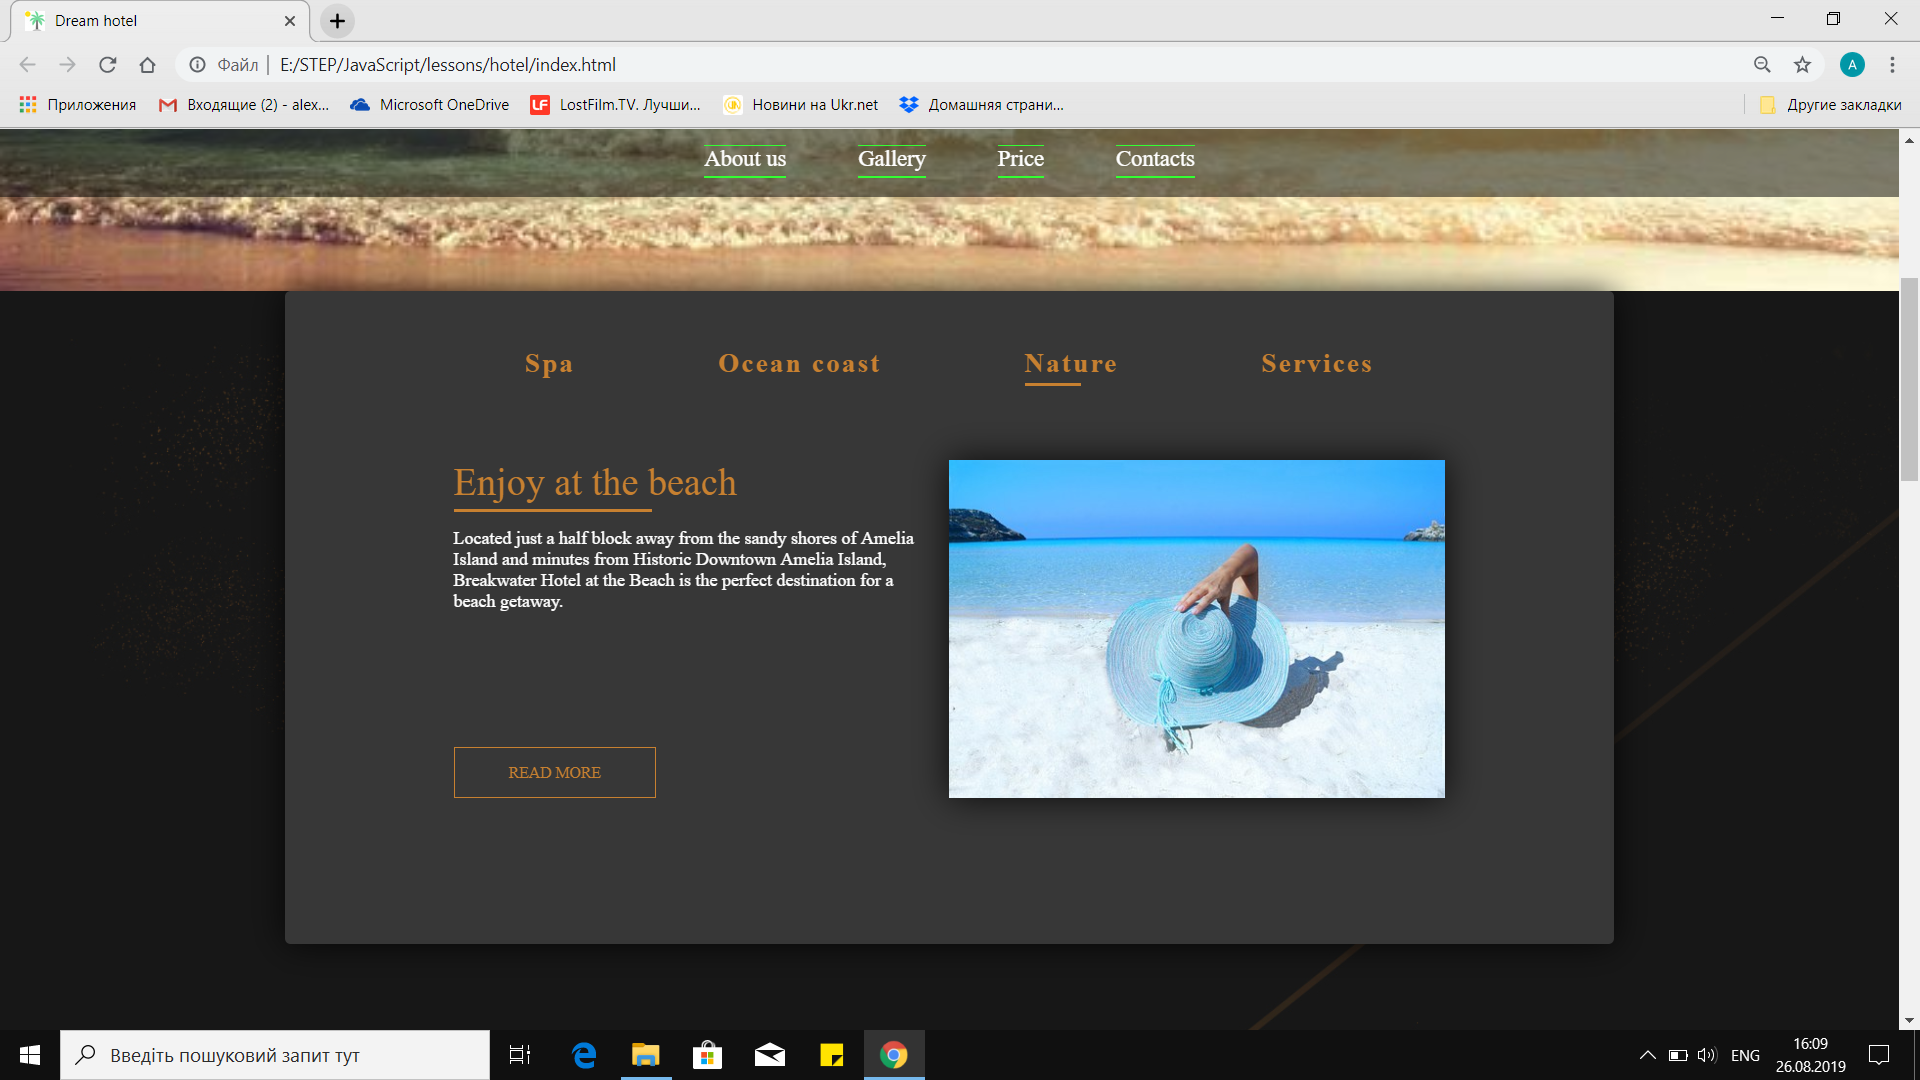 Dream hotel
Файл | E:/STEP/JavaScript/lessons/hotel/index.html
A
Приложения Входящие (2) - alex... Microsoft OneDrive LF LostFilm.TV. Лучши... Новини на Ukr.net Домашняя страни... Другие закладки
About us Gallery Price Contacts
Spa Ocean coast Nature Services
Enjoy at the beach
Located just a half block away from the sandy shores of Amelia
Island and minutes from Historic Downtown Amelia Island,
Breakwater Hotel at the Beach is the perfect destination for a
beach getaway.
READ MORE
Введіть пошуковий запит тут
ENG
16:09
26.08.2019